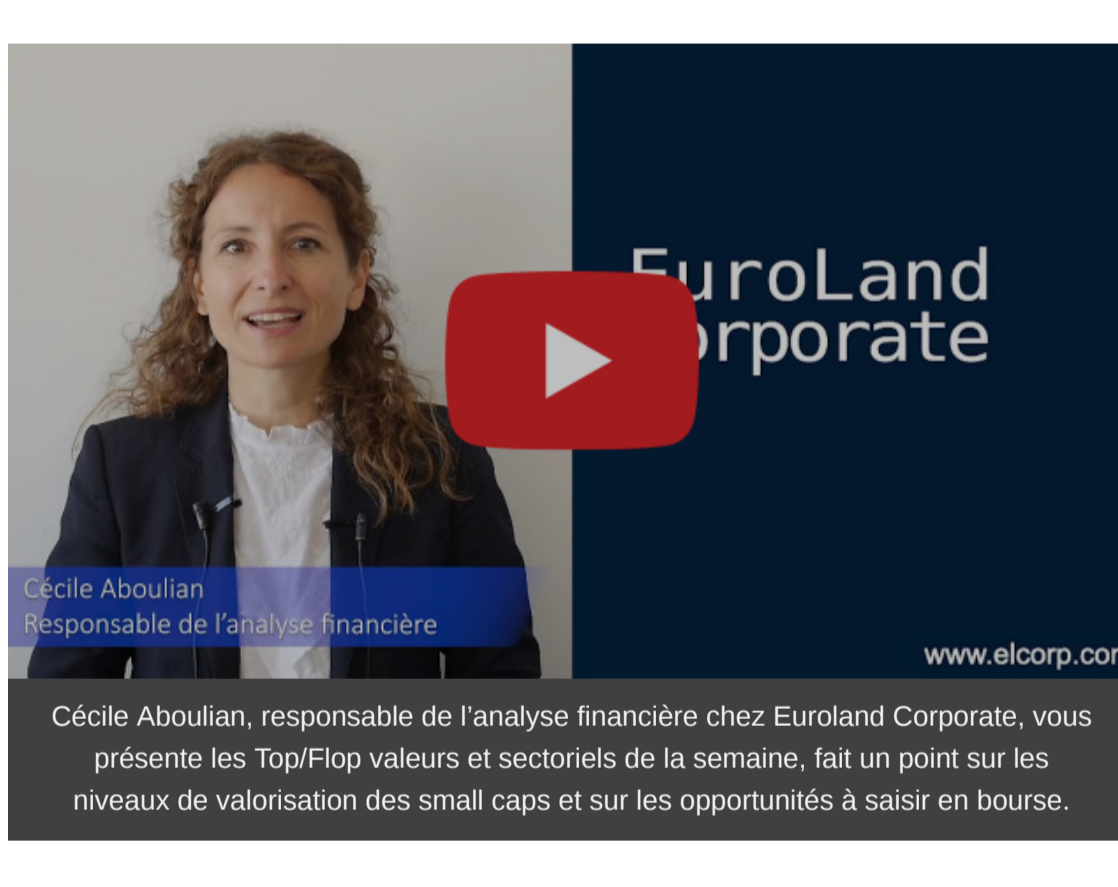 EuroLand
Corporate
Cécile Aboulian
Responsable de l'analyse financière
www.elcorp.com
Cécile Aboulian, responsable de l’analyse financière chez Euroland Corporate, vous
présente les Top/Flop valeurs et sectoriels de la semaine, fait un point sur les
niveaux de valorisation des small caps et sur les opportunités à saisir en bourse.